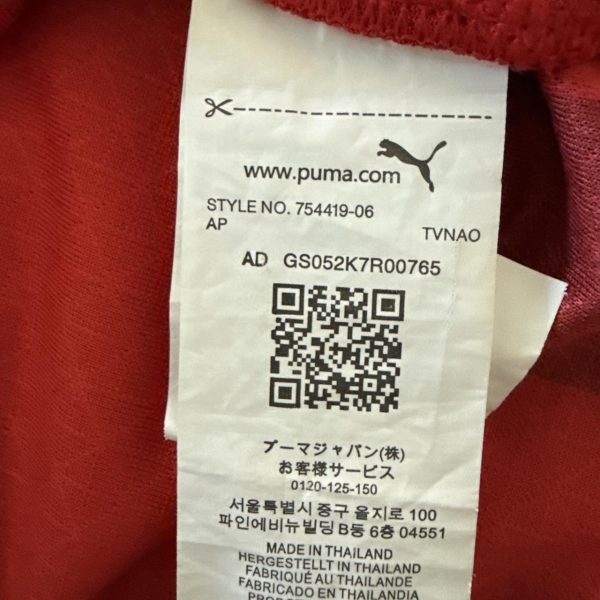 www.puma.com
STYLE NO. 754419-06
AP TVNAO
AD GS052K7R00765
プーマジャパン(株)
お客様サービス
0120-125-150
서울특별시 중구 을지로 100
파인에비뉴빌딩 B동 6층 04551
MADE IN THAILAND
HERGESTELLT IN THAILAND
FABRIQUÉ AU THAILANDE
FABRICADO EN THAILANDIA